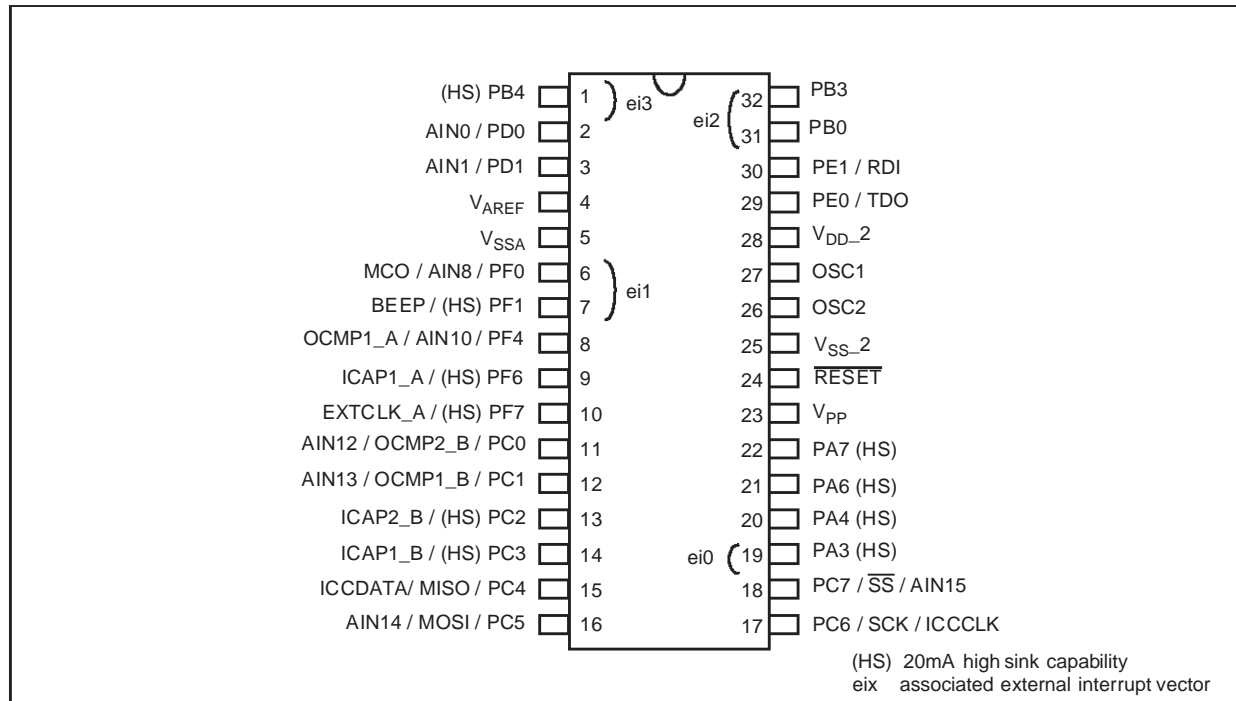 (HS) PB4 1 ei3 ei2 32 PB3
AIN0 / PD0 2 31 PB0
AIN1 / PD1 3 30 PE1 / RDI
VAREF 4 29 PE0 / TDO
VSSA 5 28 VDD_2
MCO / AIN8 / PF0 6 27 OSC1
BEEP / (HS) PF1 7 ei1 26 OSC2
OCMP1_A / AIN10 / PF4 8 25 VSS_2
ICAP1_A / (HS) PF6 9 24 RESET
EXTCLK_A / (HS) PF7 10 23 VPP
AIN12 / OCMP2_B / PC0 11 22 PA7 (HS)
AIN13 / OCMP1_B / PC1 12 21 PA6 (HS)
ICAP2_B / (HS) PC2 13 20 PA4 (HS)
ICAP1_B / (HS) PC3 14 ei0 19 PA3 (HS)
ICCDATA/ MISO / PC4 15 18 PC7 / SS / AIN15
AIN14 / MOSI / PC5 16 17 PC6 / SCK / ICCCLK
(HS) 20mA high sink capability
eix associated external interrupt vector